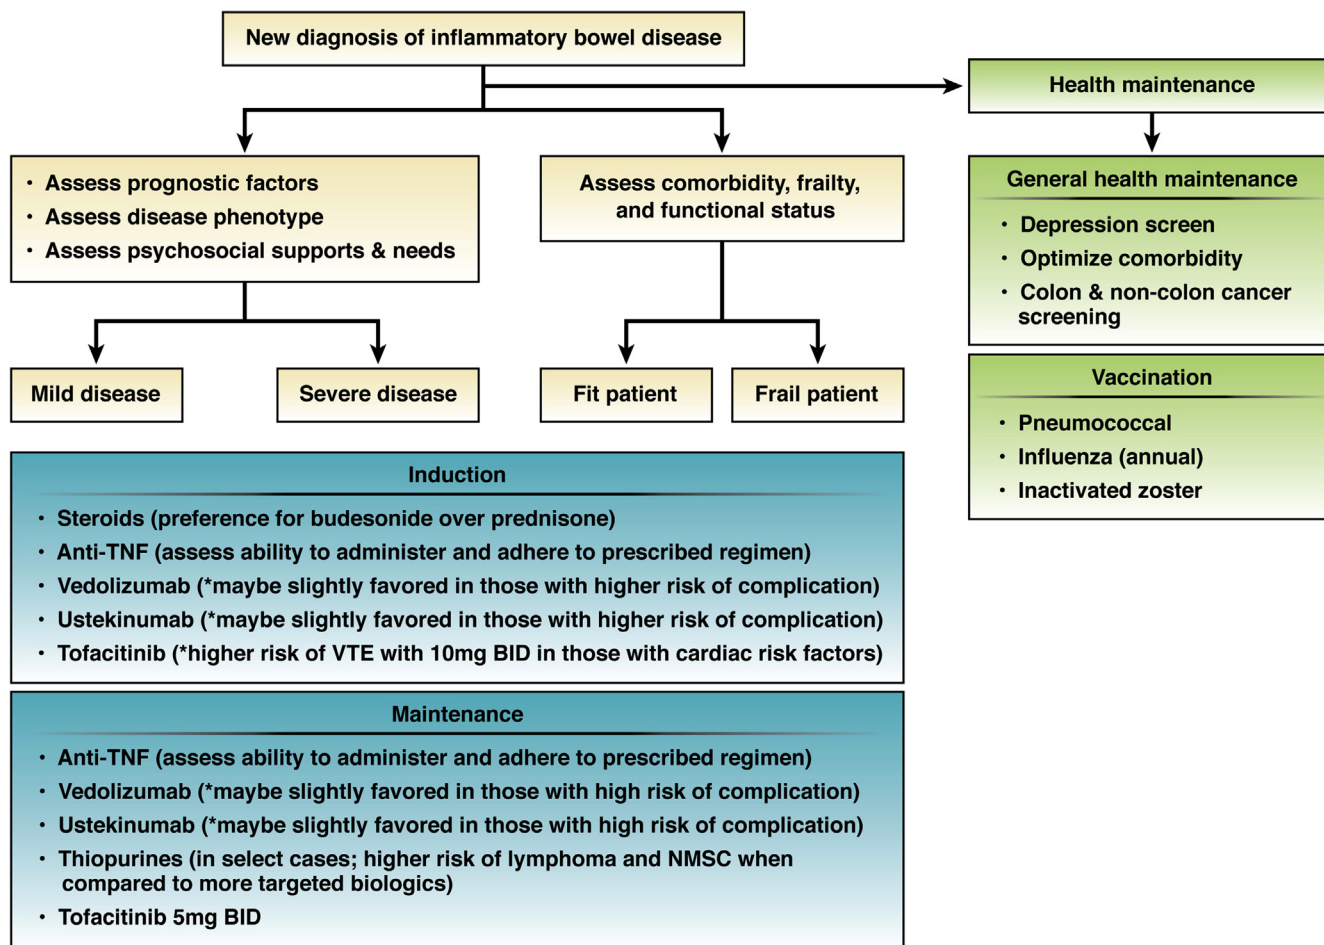 New diagnosis of inflammatory bowel disease
Health maintenance
• Assess prognostic factors
• Assess disease phenotype
• Assess psychosocial supports & needs
Assess comorbidity, frailty,
and functional status
General health maintenance
• Depression screen
• Optimize comorbidity
• Colon & non-colon cancer
screening
Mild disease
Severe disease
Fit patient
Frail patient
Vaccination
• Pneumococcal
• Influenza (annual)
• Inactivated zoster
Induction
• Steroids (preference for budesonide over prednisone)
• Anti-TNF (assess ability to administer and adhere to prescribed regimen)
• Vedolizumab (*maybe slightly favored in those with higher risk of complication)
• Ustekinumab (*maybe slightly favored in those with higher risk of complication)
• Tofacitinib (*higher risk of VTE with 10mg BID in those with cardiac risk factors)
Maintenance
• Anti-TNF (assess ability to administer and adhere to prescribed regimen)
• Vedolizumab (*maybe slightly favored in those with high risk of complication)
• Ustekinumab (*maybe slightly favored in those with high risk of complication)
• Thiopurines (in select cases; higher risk of lymphoma and NMSC when
compared to more targeted biologics)
• Tofacitinib 5mg BID